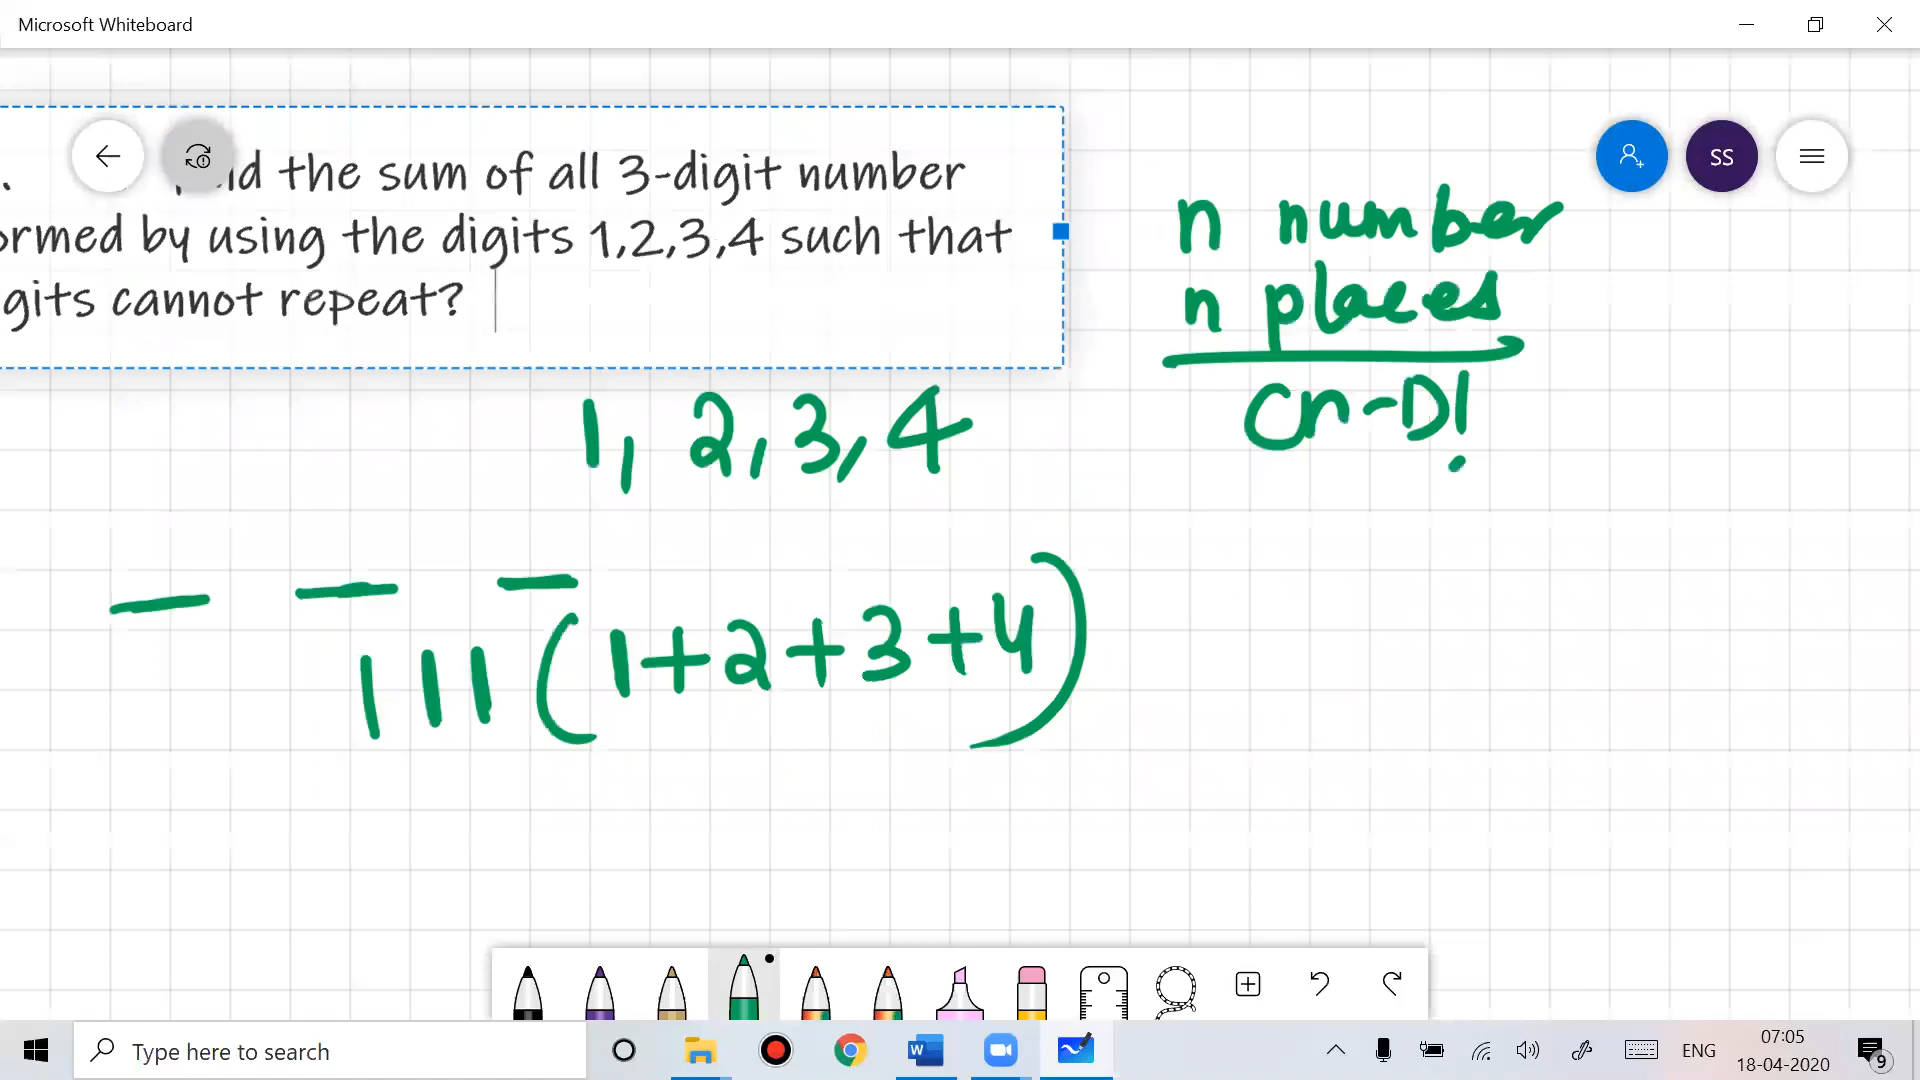 Microsoft Whiteboard
. the sum of all 3-digit number
ormed by using the digits 1,2,3,4 such that
gits cannot repeat?
n number
n places
(n-1)!
1, 2, 3, 4
111 (1+2+3+4)
SS
Type here to search
ENG
07:05
18-04-2020
9